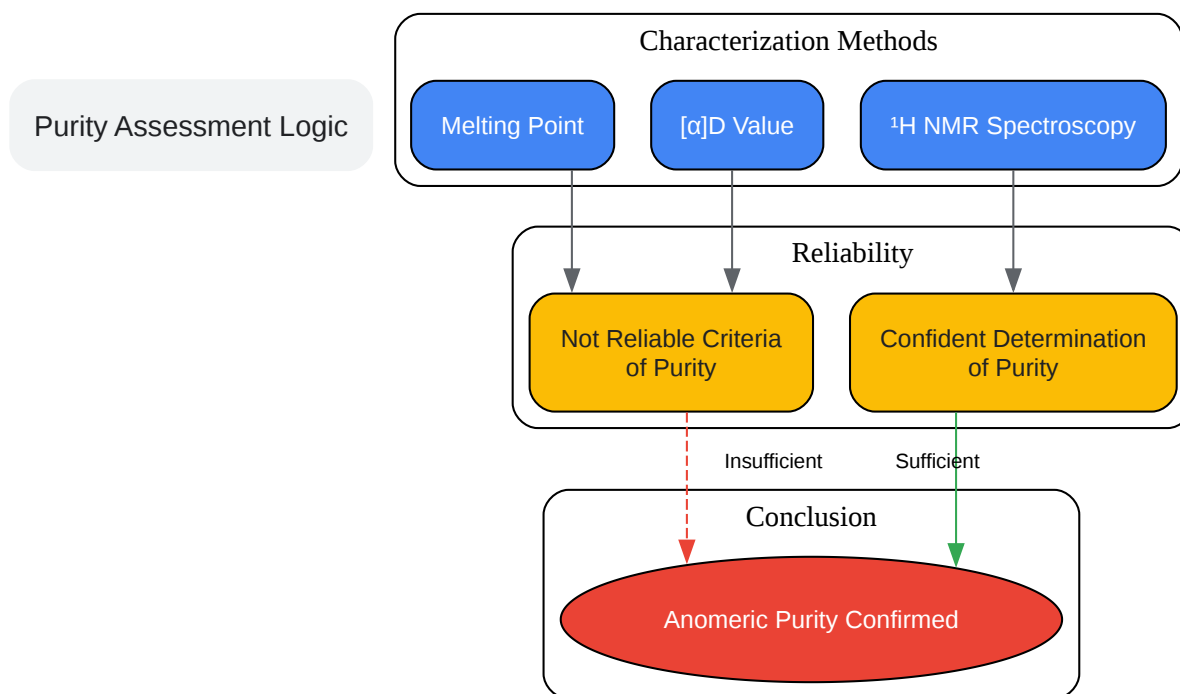 Characterization Methods
Purity Assessment Logic
Melting Point
[α]D Value
¹H NMR Spectroscopy
Reliability
Not Reliable Criteria
of Purity
Confident Determination
of Purity
Insufficient
Sufficient
Conclusion
Anomeric Purity Confirmed